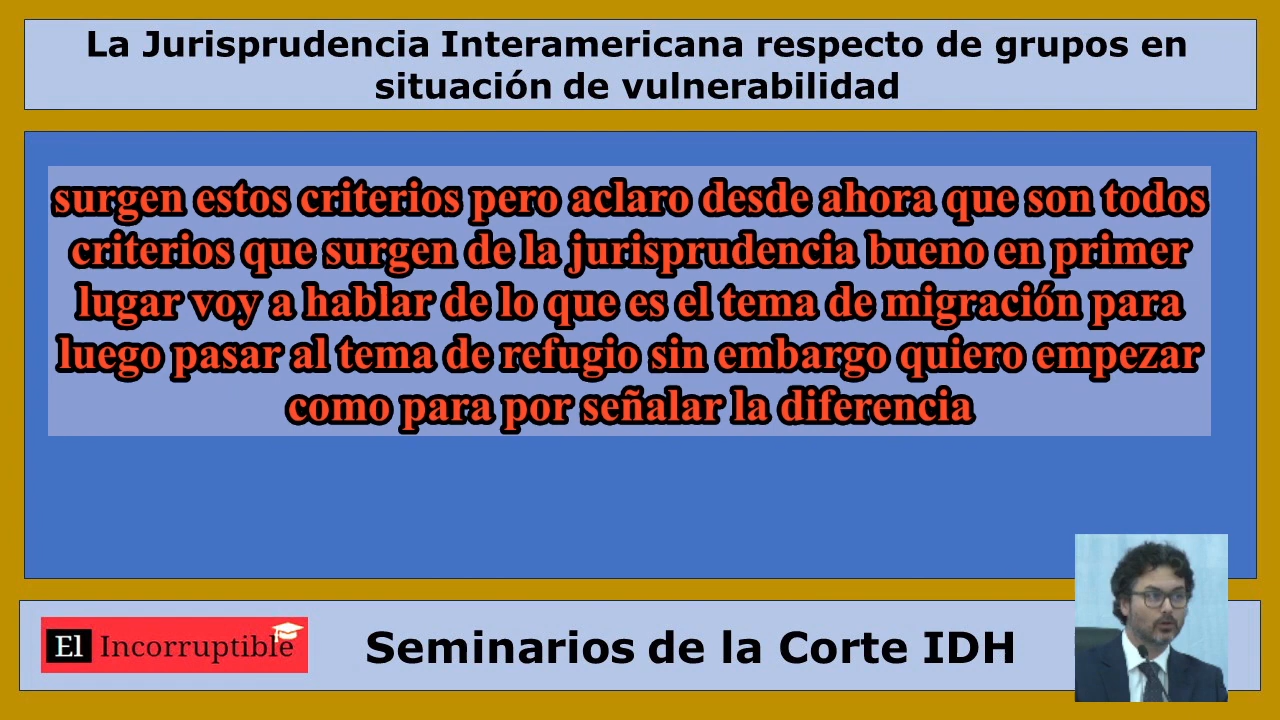 La Jurisprudencia Interamericana respecto de grupos en
situación de vulnerabilidad
surgen estos criterios pero aclaro desde ahora que son todos
criterios que surgen de la jurisprudencia bueno en primer
lugar voy a hablar de lo que es el tema de migración para
luego pasar al tema de refugio sin embargo quiero empezar
como para por señalar la diferencia
El Incorruptible
Seminarios de la Corte IDH